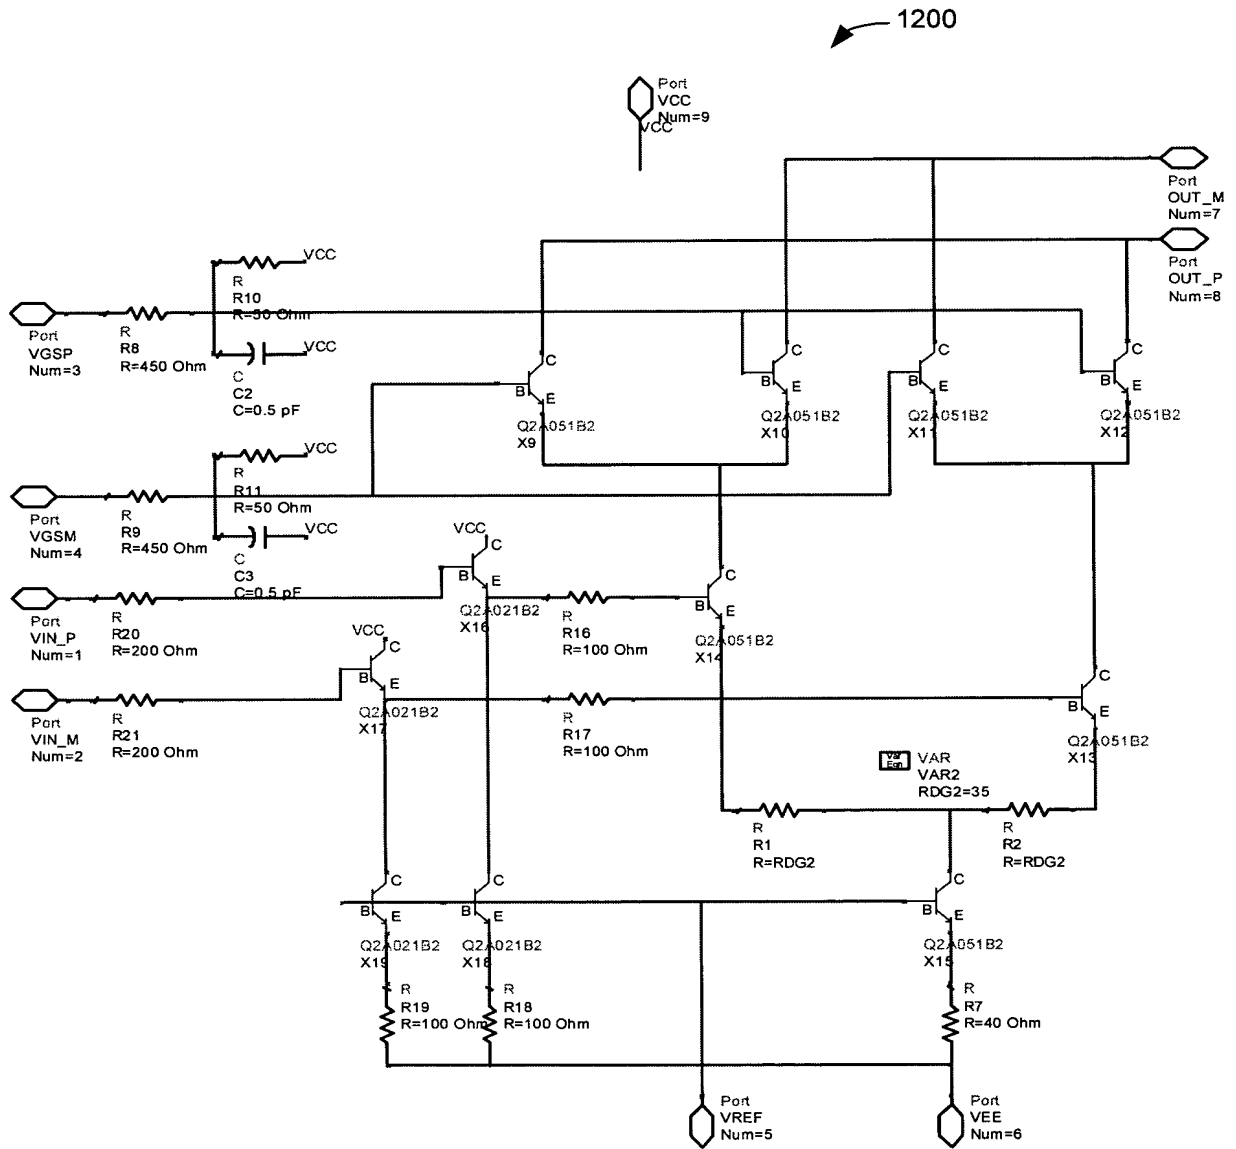 1200
Port
VCC
Num=9
VCC
Port
OUT_M
Num=7
Port
OUT_P
Num=8
VCC
R
R10
R=50 Ohm
Port
VGSP
Num=3
R
R8
R=450 Ohm
VCC
C
C2
C=0.5 pF
C
B
E
Q2A051B2
X9
C
B
E
Q2A051B2
X10
C
B
E
Q2A051B2
X11
C
B
E
Q2A051B2
X12
VCC
R
R11
R=50 Ohm
Port
VGSM
Num=4
R
R9
R=450 Ohm
VCC
C
C3
C=0.5 pF
VCC
C
B
E
Q2A021B2
X16
Port
VIN_P
Num=1
R
R20
R=200 Ohm
R
R16
R=100 Ohm
C
B
E
Q2A051B2
X14
VCC
C
B
E
Q2A021B2
X17
Port
VIN_M
Num=2
R
R21
R=200 Ohm
R
R17
R=100 Ohm
C
B
E
Q2A051B2
X13
Var
Eqn
VAR
VAR2
RDG2=35
R
R1
R=RDG2
R
R2
R=RDG2
C
B
E
Q2A021B2
X19
C
B
E
Q2A021B2
X18
C
B
E
Q2A051B2
X15
R
R19
R=100 Ohm
R
R18
R=100 Ohm
R
R7
R=40 Ohm
Port
VREF
Num=5
Port
VEE
Num=6